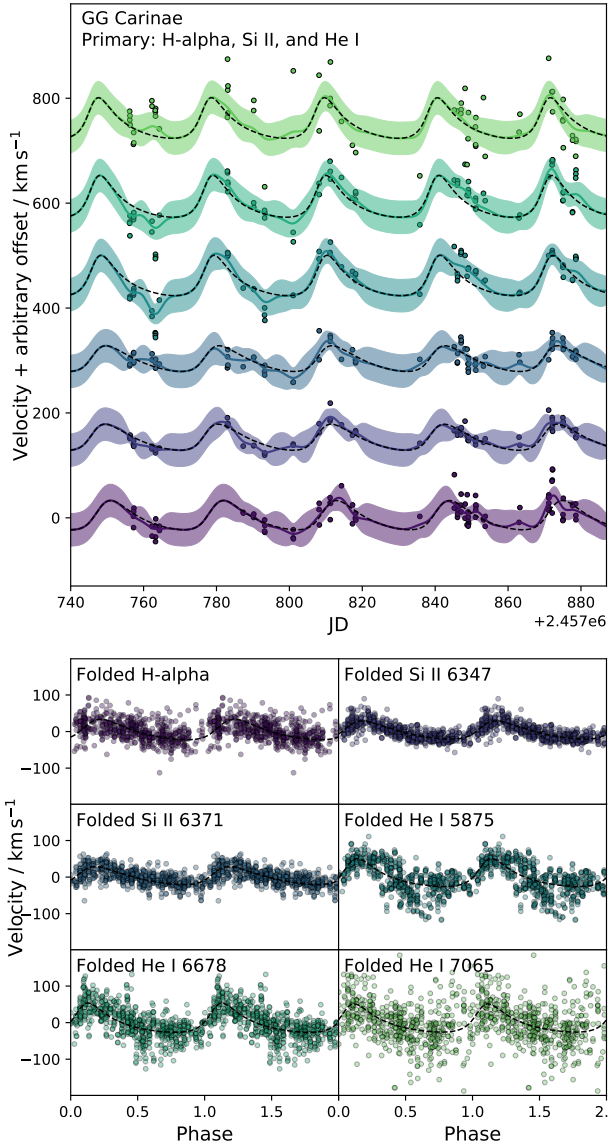 GG Carinae
Primary: H-alpha, Si II, and He I
Velocity + arbitrary offset / km s⁻¹
800
600
400
200
0
740 760 780 800 820 840 860 880
JD
+2.457e6
Folded H-alpha
Folded Si II 6347
Folded Si II 6371
Folded He I 5875
Folded He I 6678
Folded He I 7065
Velocity / km s⁻¹
100
0
−100
100
0
−100
100
0
−100
0.0 0.5 1.0 1.5 0.0 0.5 1.0 1.5 2.
Phase
Phase